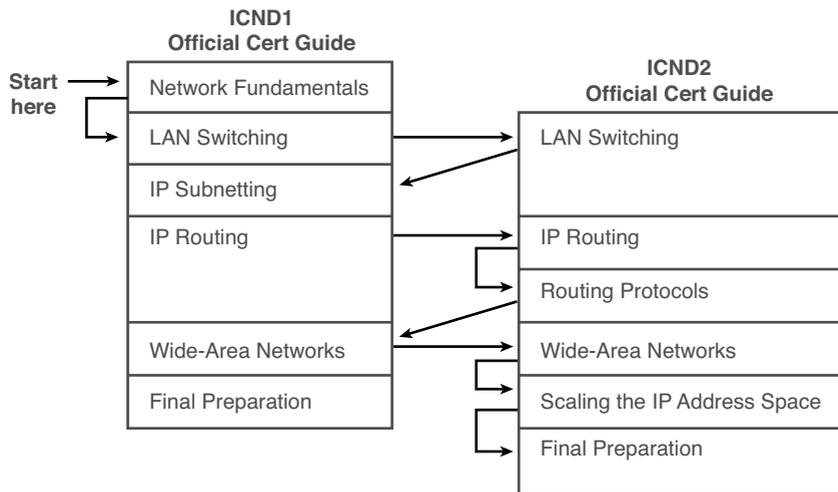 ICND1
Official Cert Guide
Start
here
Network Fundamentals
LAN Switching
IP Subnetting
IP Routing
Wide-Area Networks
Final Preparation
ICND2
Official Cert Guide
LAN Switching
IP Routing
Routing Protocols
Wide-Area Networks
Scaling the IP Address Space
Final Preparation